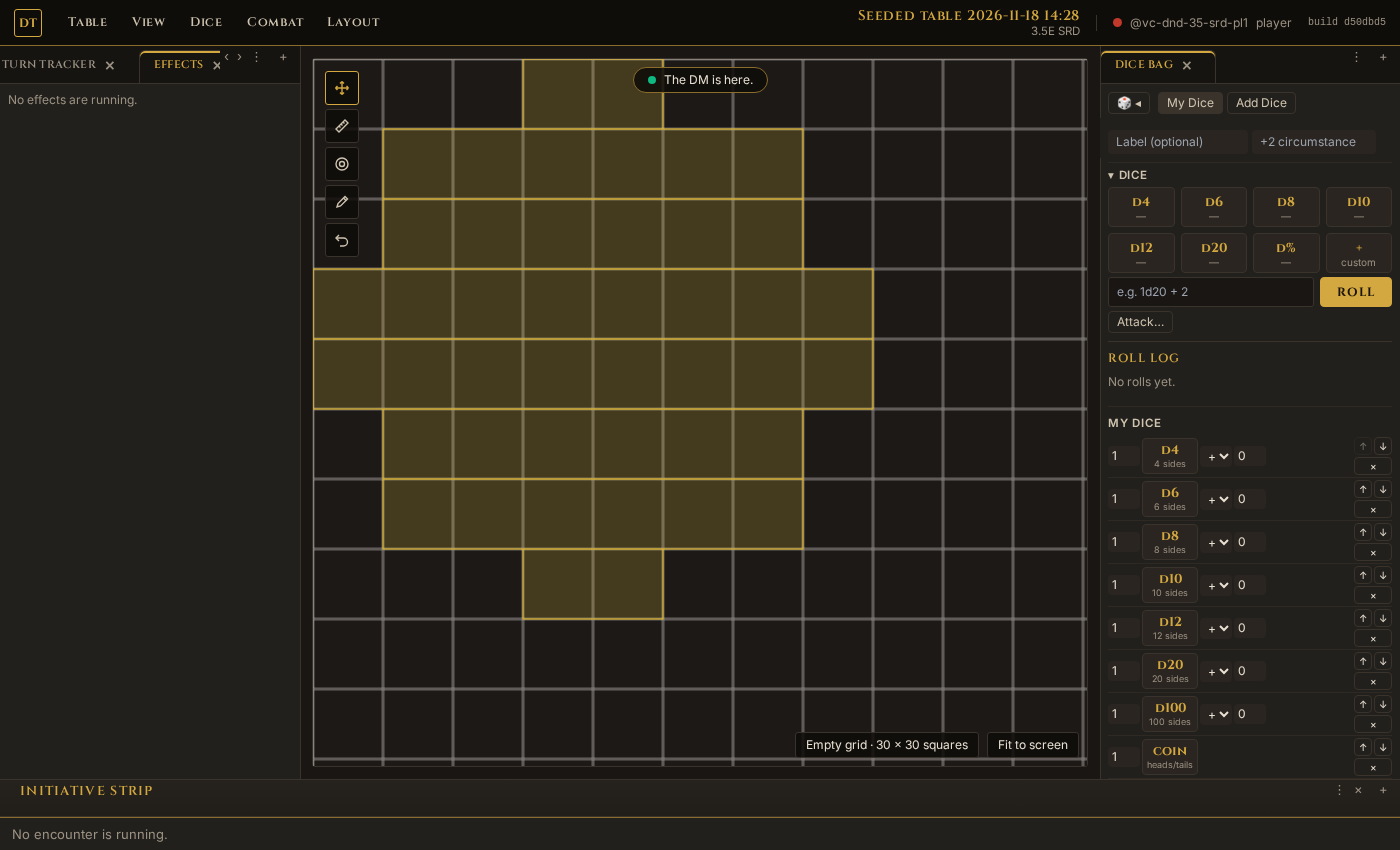 DT TABLE VIEW DICE COMBAT LAYOUT
SEEDED TABLE 2026-11-18 14:28
3.5E SRD
@vc-dnd-35-srd-pl1 player build d50dbd5
TURN TRACKER × EFFECTS × ‹ › ⋮ +
No effects are running.
The DM is here.
Empty grid · 30 × 30 squares
Fit to screen
DICE BAG × ⋮ +
🎲 ◂ My Dice Add Dice
Label (optional) +2 circumstance
▾ DICE
D4 D6 D8 D10
— — — —
D12 D20 D% +
— — — custom
e.g. 1d20 + 2 ROLL
Attack...
ROLL LOG
No rolls yet.
MY DICE
1 D4 + 0 ↑ ↓
4 sides ×
1 D6 + 0 ↑ ↓
6 sides ×
1 D8 + 0 ↑ ↓
8 sides ×
1 D10 + 0 ↑ ↓
10 sides ×
1 D12 + 0 ↑ ↓
12 sides ×
1 D20 + 0 ↑ ↓
20 sides ×
1 D100 + 0 ↑ ↓
100 sides ×
1 COIN ↑ ↓
heads/tails ×
INITIATIVE STRIP ⋮ × +
No encounter is running.